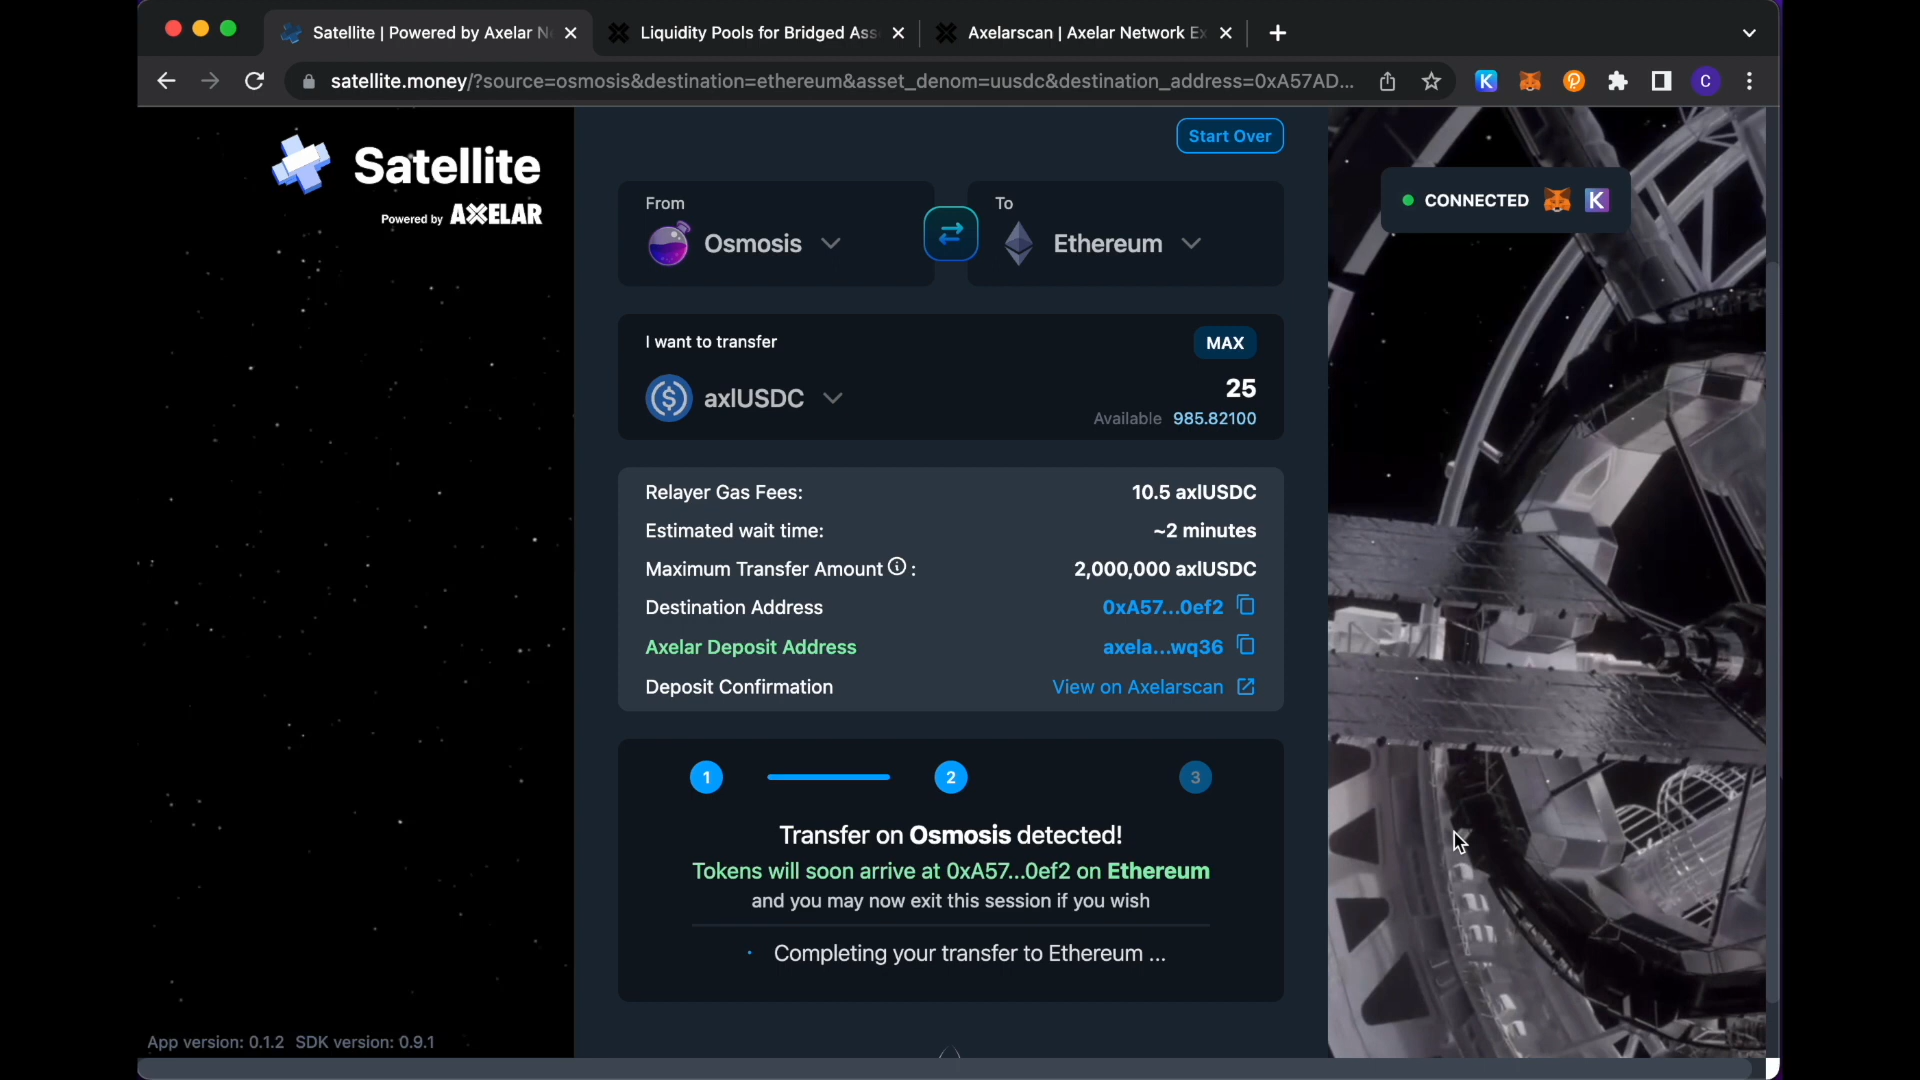 Satellite | Powered by Axelar N
Liquidity Pools for Bridged Ass
Axelarscan | Axelar Network Ex
satellite.money/?source=osmosis&destination=ethereum&asset_denom=uusdc&destination_address=0xA57AD...
K
C
Satellite
Powered by AXELAR
Start Over
CONNECTED K
From
Osmosis
To
Ethereum
I want to transfer
MAX
axlUSDC
25
Available 985.82100
Relayer Gas Fees: 10.5 axlUSDC
Estimated wait time: ~2 minutes
Maximum Transfer Amount : 2,000,000 axlUSDC
Destination Address 0xA57...0ef2
Axelar Deposit Address axela...wq36
Deposit Confirmation View on Axelarscan
1 2 3
Transfer on Osmosis detected!
Tokens will soon arrive at 0xA57...0ef2 on Ethereum
and you may now exit this session if you wish
Completing your transfer to Ethereum ...
App version: 0.1.2 SDK version: 0.9.1